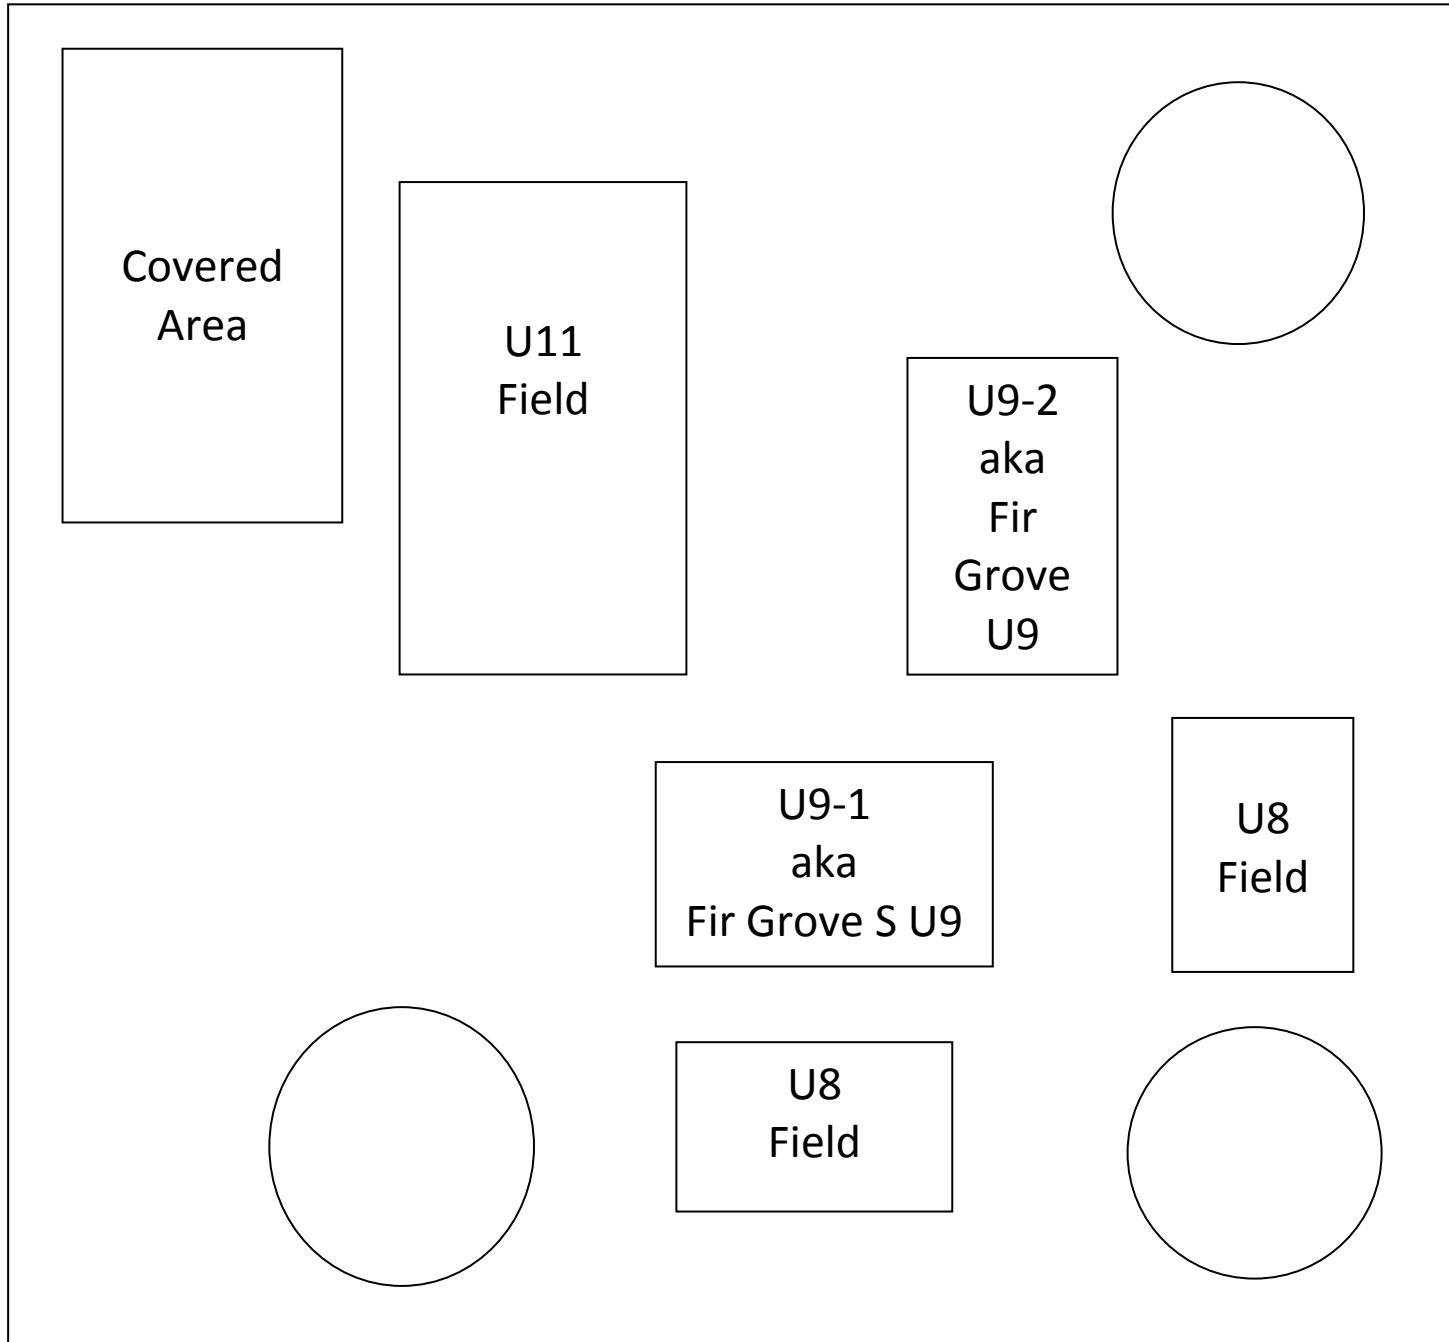 Covered
Area
U11
Field
U9-2
aka
Fir
Grove
U9
U9-1
aka
Fir Grove S U9
U8
Field
U8
Field